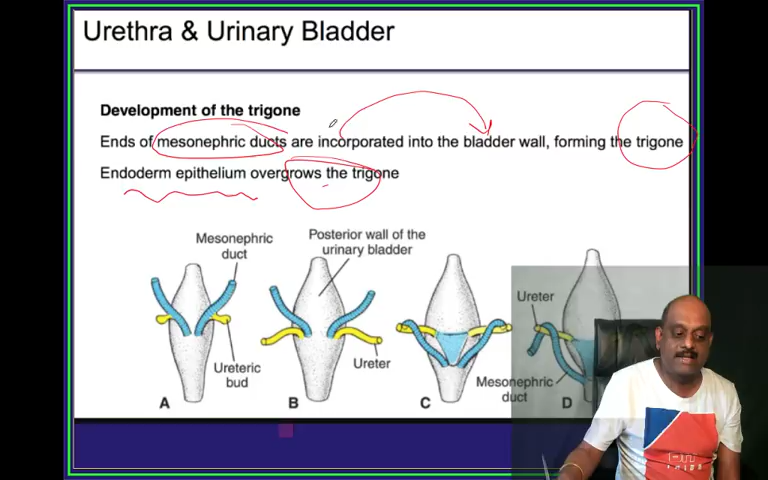 Urethra & Urinary Bladder
Development of the trigone
Ends of mesonephric ducts are incorporated into the bladder wall, forming the trigone
Endoderm epithelium overgrows the trigone
Mesonephric
duct
Posterior wall of the
urinary bladder
Ureter
Ureteric
bud
Ureter
Mesonephric
duct
A
B
C
D